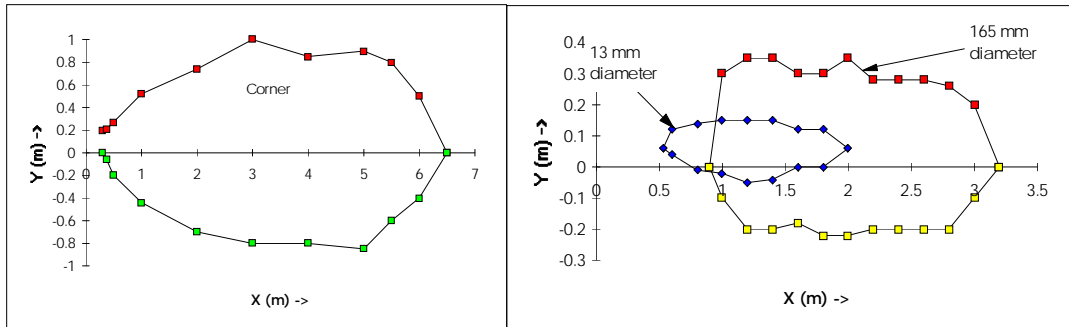 1
0.8
0.6
0.4
0.2
0
-0.2
-0.4
-0.6
-0.8
-1
0 1 2 3 4 5 6 7
Corner
Y (m) ->
X (m) ->
0.4
0.3
0.2
0.1
0
-0.1
-0.2
-0.3
0 0.5 1 1.5 2 2.5 3 3.5
13 mm
diameter
165 mm
diameter
Y (m) ->
X (m) ->